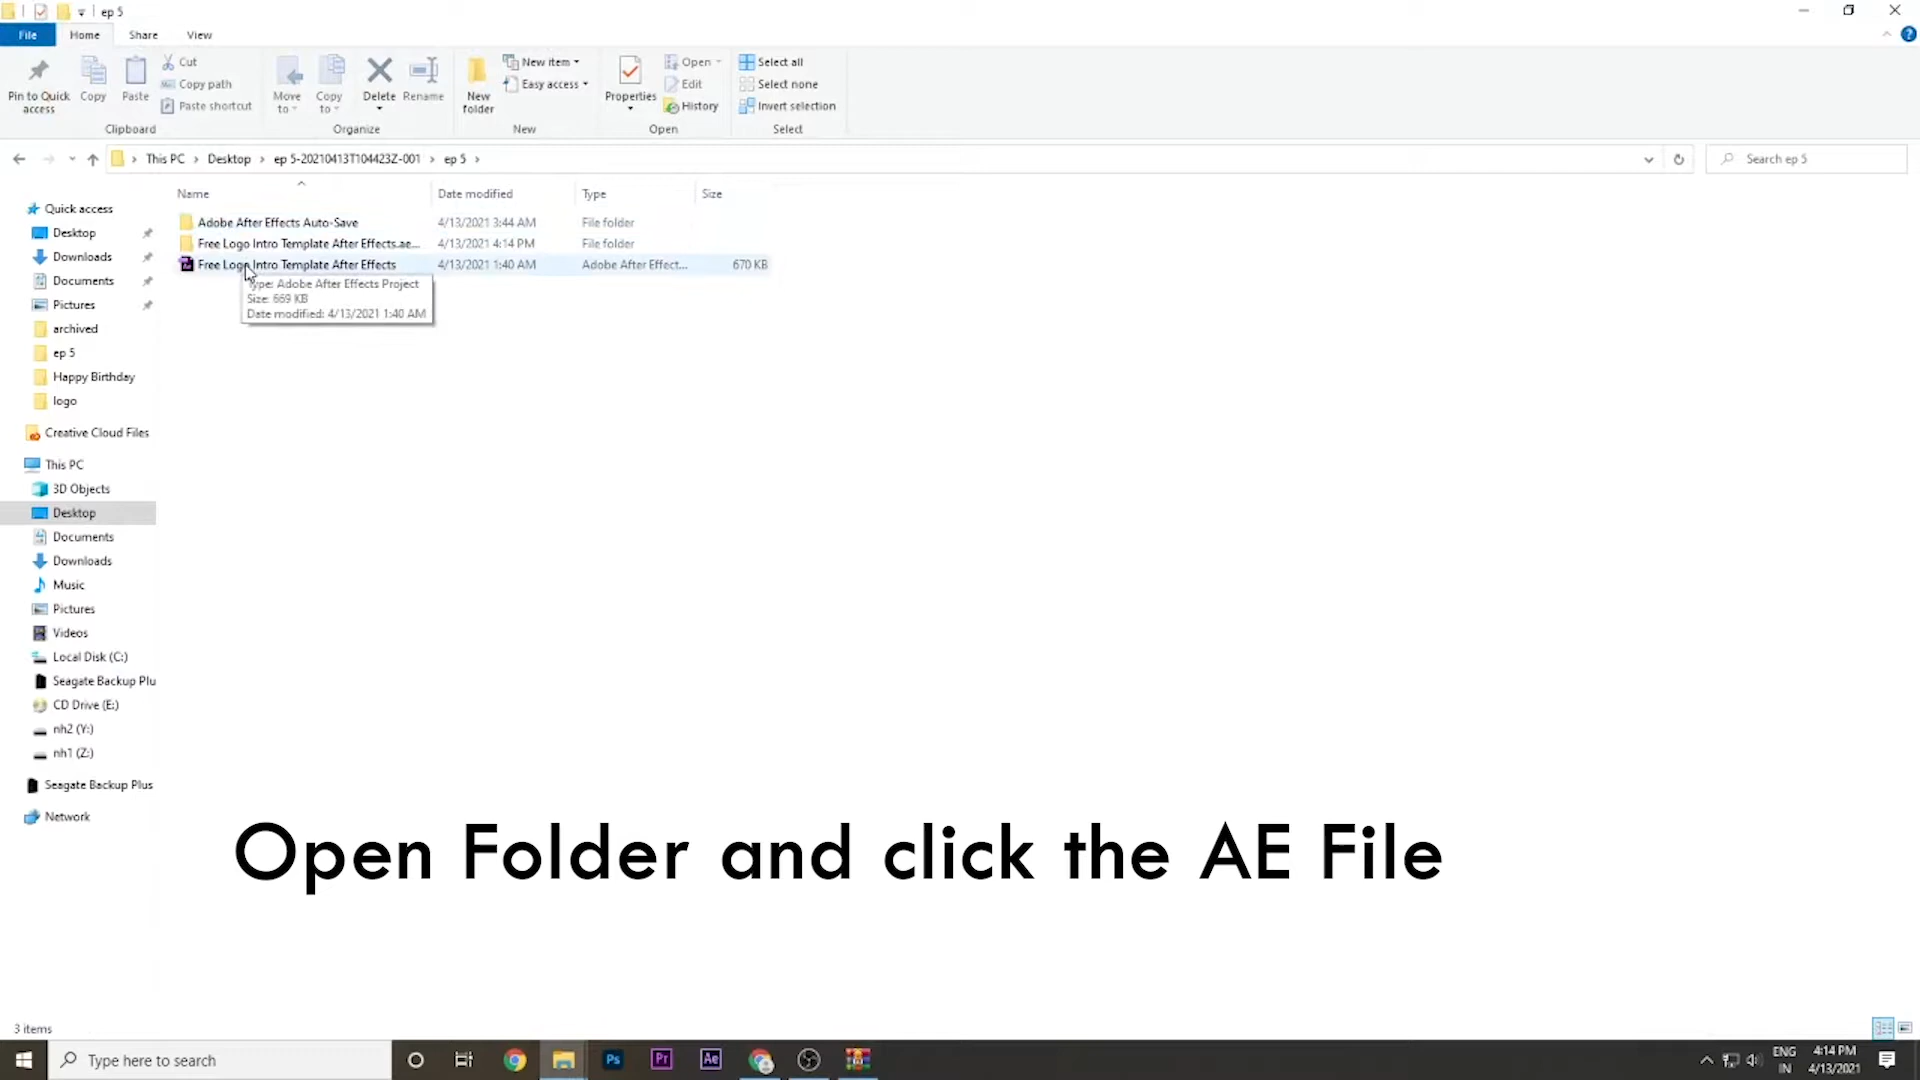 ep 5
File Home Share View
Pin to Quick access
Copy
Paste
Cut
Copy path
Paste shortcut
Clipboard
Move to
Copy to
Delete
Rename
Organize
New folder
New item
Easy access
New
Properties
Open
Edit
History
Open
Select all
Select none
Invert selection
Select
This PC > Desktop > ep 5-20210413T104423Z-001 > ep 5 >
Search ep 5
Name Date modified Type Size
Adobe After Effects Auto-Save 4/13/2021 3:44 AM File folder
Free Logo Intro Template After Effects.ae... 4/13/2021 4:14 PM File folder
Free Logo Intro Template After Effects 4/13/2021 1:40 AM Adobe After Effect... 670 KB
Type: Adobe After Effects Project
Size: 669 KB
Date modified: 4/13/2021 1:40 AM
Quick access
Desktop
Downloads
Documents
Pictures
archived
ep 5
Happy Birthday
logo
Creative Cloud Files
This PC
3D Objects
Desktop
Documents
Downloads
Music
Pictures
Videos
Local Disk (C:)
Seagate Backup Plu
CD Drive (E:)
nh2 (Y:)
nh1 (Z:)
Seagate Backup Plus
Network
Open Folder and click the AE File
3 items
Type here to search
Ps
Pr
Ae
ENG
IN
4:14 PM
4/13/2021